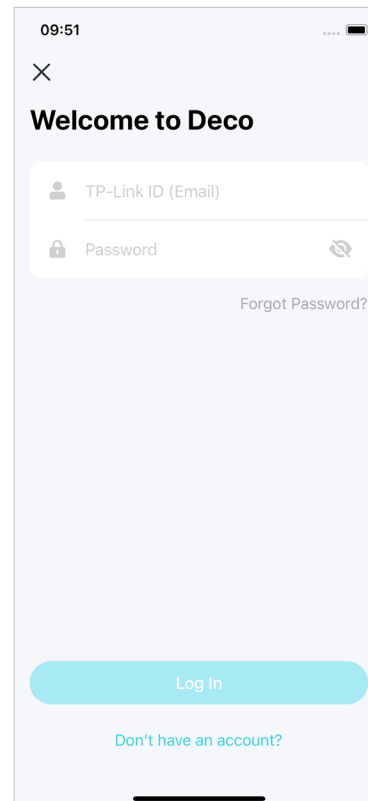 09:51
Welcome to Deco
TP-Link ID (Email)
Password
Forgot Password?
Log In
Don't have an account?